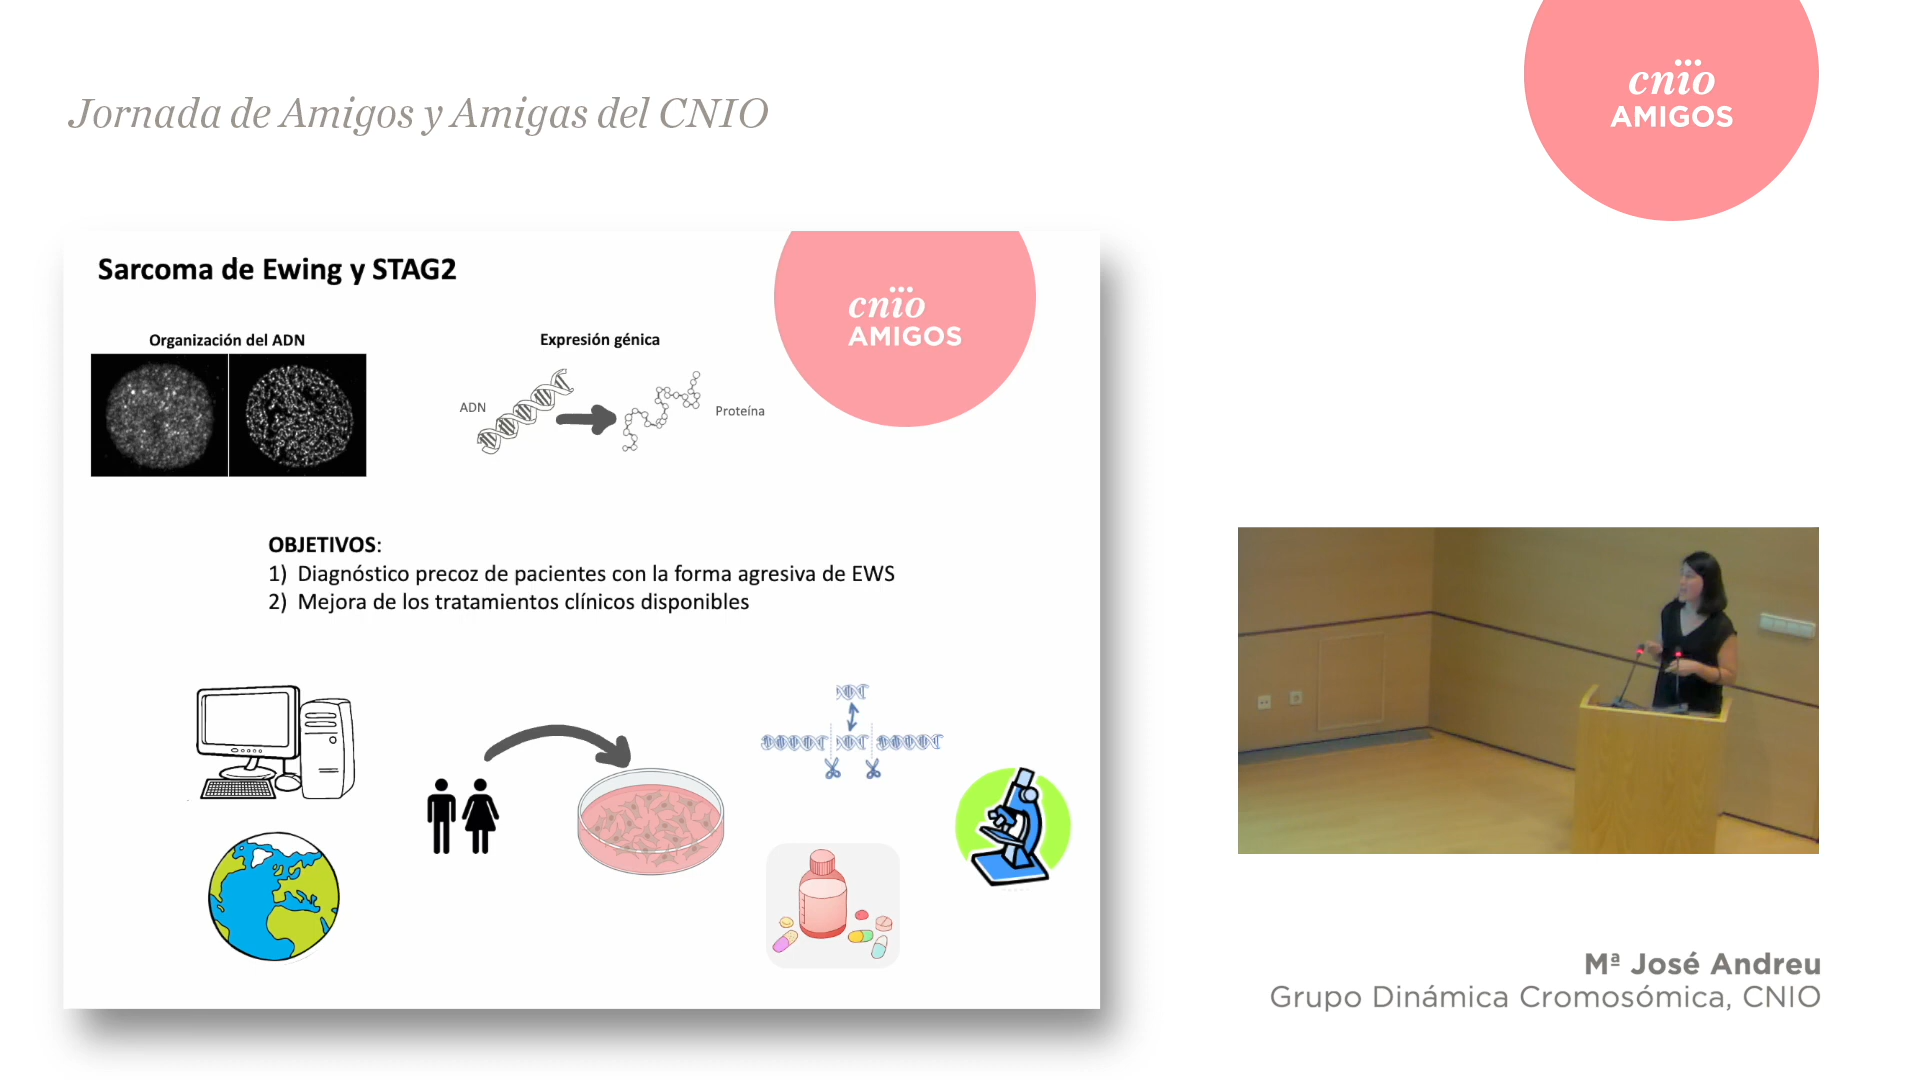 Jornada de Amigos y Amigas del CNIO
cnio
AMIGOS
Sarcoma de Ewing y STAG2
cnio
AMIGOS
Organización del ADN
Expresión génica
ADN
Proteína
OBJETIVOS:
1) Diagnóstico precoz de pacientes con la forma agresiva de EWS
2) Mejora de los tratamientos clínicos disponibles
Mª José Andreu
Grupo Dinámica Cromosómica, CNIO